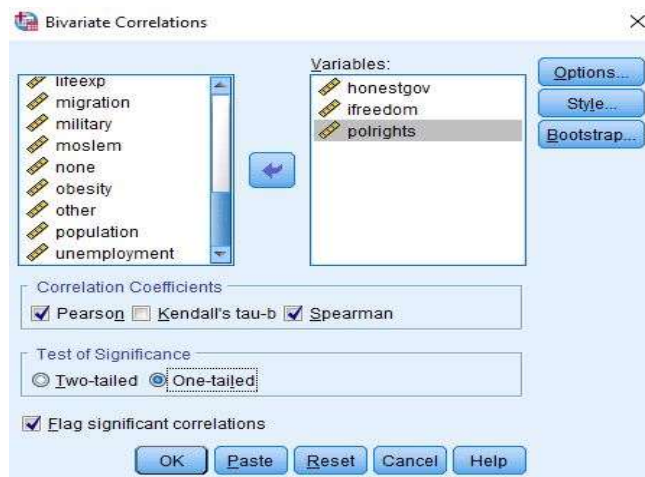 Bivariate Correlations
lifeexp
migration
military
moslem
none
obesity
other
population
unemployment
Variables:
honestgov
ifreedom
polrights
Options...
Style...
Bootstrap...
Correlation Coefficients
Pearson Kendall's tau-b Spearman
Test of Significance
Two-tailed One-tailed
Flag significant correlations
OK Paste Reset Cancel Help